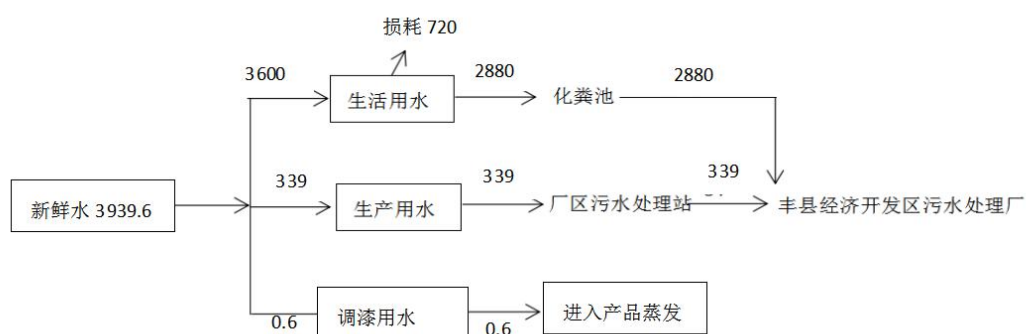 损耗 720
3600
生活用水
2880
化粪池
2880
新鲜水 3939.6
339
生产用水
339
厂区污水处理站
339
丰县经济开发区污水处理厂
0.6
调漆用水
0.6
进入产品蒸发